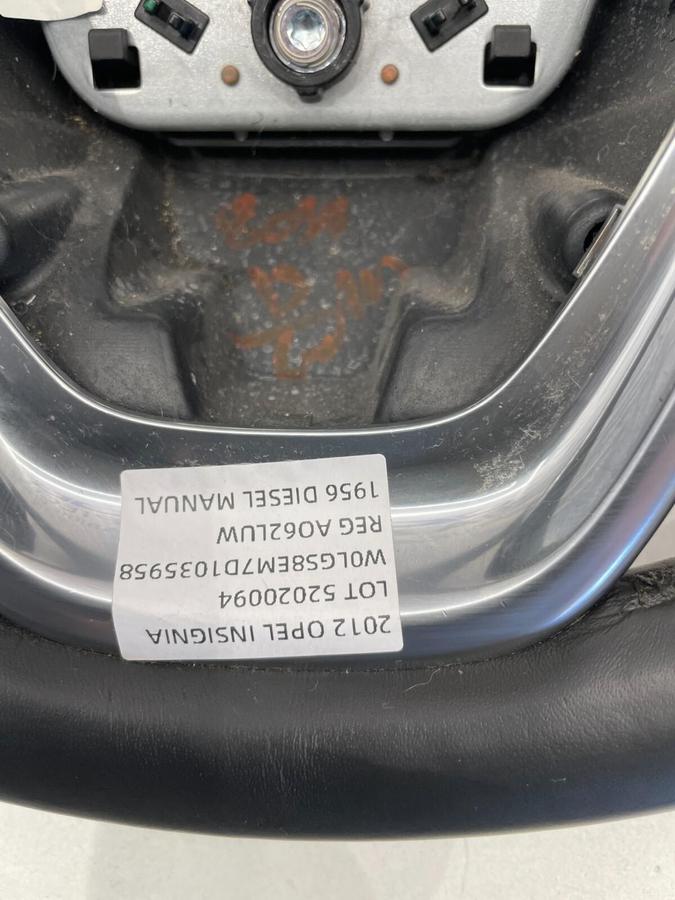 2012 OPEL INSIGNIA
LOT 52020094
W0LGS8EM7D1035958
REG AO62LUW
1956 DIESEL MANUAL